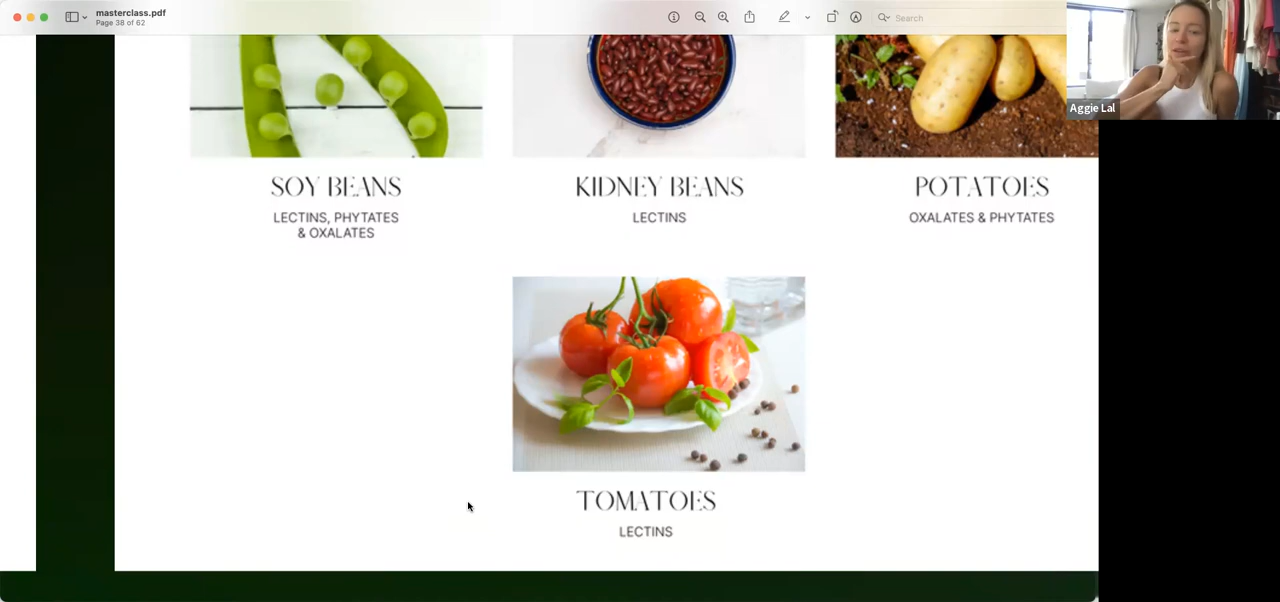 masterclass.pdf
Page 38 of 62
Search
Aggie Lal
SOY BEANS
LECTINS, PHYTATES
& OXALATES
KIDNEY BEANS
LECTINS
POTATOES
OXALATES & PHYTATES
TOMATOES
LECTINS